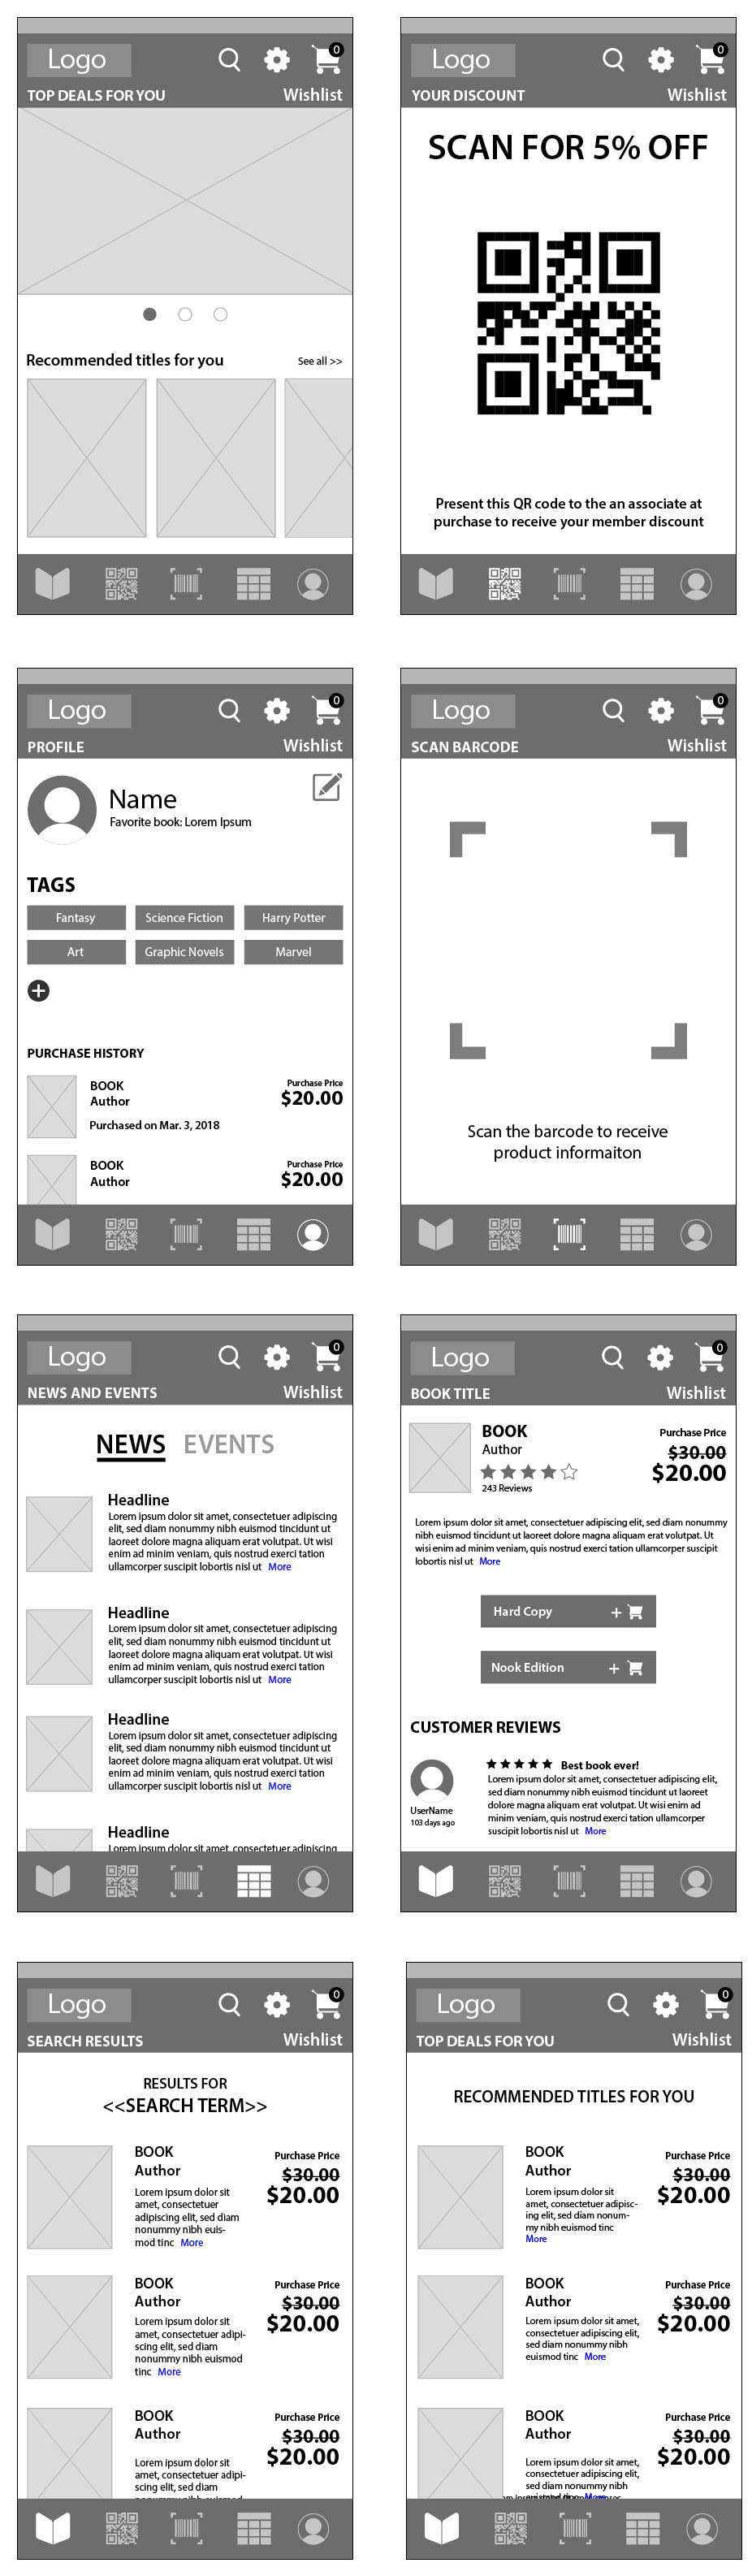 Logo
0
TOP DEALS FOR YOU Wishlist
Recommended titles for you See all >>
Logo
0
YOUR DISCOUNT Wishlist
SCAN FOR 5% OFF
Present this QR code to the an associate at
purchase to receive your member discount
Logo
0
PROFILE Wishlist
Name
Favorite book: Lorem Ipsum
TAGS
Fantasy Science Fiction Harry Potter
Art Graphic Novels Marvel
PURCHASE HISTORY
BOOK Purchase Price
Author $20.00
Purchased on Mar. 3, 2018
BOOK Purchase Price
Author $20.00
Logo
0
SCAN BARCODE Wishlist
Scan the barcode to receive
product informaiton
Logo
0
NEWS AND EVENTS Wishlist
NEWS EVENTS
Headline
Lorem ipsum dolor sit amet, consectetuer adipiscing
elit, sed diam nonummy nibh euismod tincidunt ut
laoreet dolore magna aliquam erat volutpat. Ut wisi
enim ad minim veniam, quis nostrud exerci tation
ullamcorper suscipit lobortis nisl ut More
Headline
Lorem ipsum dolor sit amet, consectetuer adipiscing
elit, sed diam nonummy nibh euismod tincidunt ut
laoreet dolore magna aliquam erat volutpat. Ut wisi
enim ad minim veniam, quis nostrud exerci tation
ullamcorper suscipit lobortis nisl ut More
Headline
Lorem ipsum dolor sit amet, consectetuer adipiscing
elit, sed diam nonummy nibh euismod tincidunt ut
laoreet dolore magna aliquam erat volutpat. Ut wisi
enim ad minim veniam, quis nostrud exerci tation
ullamcorper suscipit lobortis nisl ut More
Headline
Lorem ipsum dolor sit amet, consectetuer adipiscing
Logo
0
BOOK TITLE Wishlist
BOOK Purchase Price
Author $30.00
$20.00
243 Reviews
Lorem ipsum dolor sit amet, consectetuer adipiscing elit, sed diam nonummy
nibh euismod tincidunt ut laoreet dolore magna aliquam erat volutpat. Ut
wisi enim ad minim veniam, quis nostrud exerci tation ullamcorper suscipit
lobortis nisl ut More
Hard Copy +
Nook Edition +
CUSTOMER REVIEWS
Best book ever!
Lorem ipsum dolor sit amet, consectetuer adipiscing elit,
sed diam nonummy nibh euismod tincidunt ut laoreet
dolore magna aliquam erat volutpat. Ut wisi enim ad
minim veniam, quis nostrud exerci tation ullamcorper
suscipit lobortis nisl ut More
UserName
103 days ago
Logo
0
SEARCH RESULTS Wishlist
RESULTS FOR
<<SEARCH TERM>>
BOOK Purchase Price
Author $30.00
$20.00
Lorem ipsum dolor sit
amet, consectetuer
adipiscing elit, sed diam
nonummy nibh euis-
mod tinc More
BOOK Purchase Price
Author $30.00
$20.00
Lorem ipsum dolor sit
amet, consectetuer adipi-
scing elit, sed diam
nonummy nibh euismod
tinc More
BOOK Purchase Price
Author $30.00
$20.00
Lorem ipsum dolor sit
amet, consectetuer adipi-
scing elit, sed diam
Logo
0
TOP DEALS FOR YOU Wishlist
RECOMMENDED TITLES FOR YOU
BOOK Purchase Price
Author $30.00
$20.00
Lorem ipsum dolor sit
amet, consectetuer adipisc-
ing elit, sed diam nonum-
my nibh euismod tinc
More
BOOK Purchase Price
Author $30.00
$20.00
Lorem ipsum dolor sit amet,
consectetuer adipiscing elit,
sed diam nonummy nibh
euismod tinc More
BOOK Purchase Price
Author $30.00
$20.00
Lorem ipsum dolor sit amet,
consectetuer adipiscing elit,
sed diam nonummy nibh